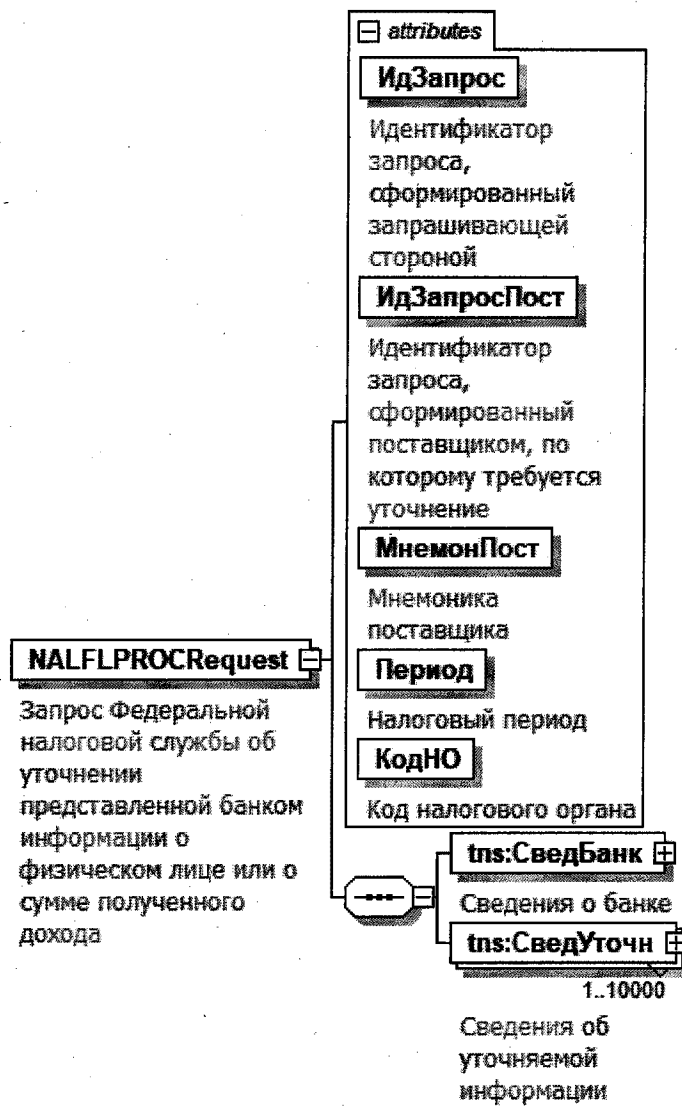 attributes
ИдЗапрос
Идентификатор
запроса,
сформированный
запрашивающей
стороной
ИдЗапросПост
Идентификатор
запроса,
сформированный
поставщиком, по
которому требуется
уточнение
МнемонПост
Мнемоника
поставщика
Период
Налоговый период
КодНО
Код налогового органа
NALFLPROCRequest
Запрос Федеральной
налоговой службы об
уточнении
представленной банком
информации о
физическом лице или о
сумме полученного
дохода
tns:СведБанк
Сведения о банке
tns:СведУточн
1..10000
Сведения об
уточняемой
информации